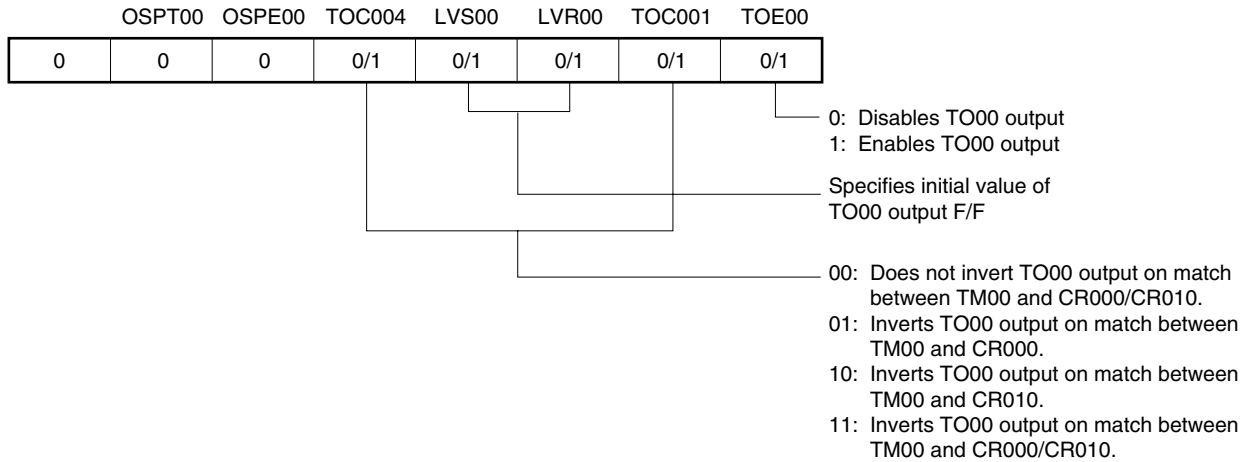 OSPT00 OSPE00 TOC004 LVS00 LVR00 TOC001 TOE00
0 0 0 0/1 0/1 0/1 0/1 0/1
0: Disables TO00 output
1: Enables TO00 output
Specifies initial value of
TO00 output F/F
00: Does not invert TO00 output on match
between TM00 and CR000/CR010.
01: Inverts TO00 output on match between
TM00 and CR000.
10: Inverts TO00 output on match between
TM00 and CR010.
11: Inverts TO00 output on match between
TM00 and CR000/CR010.